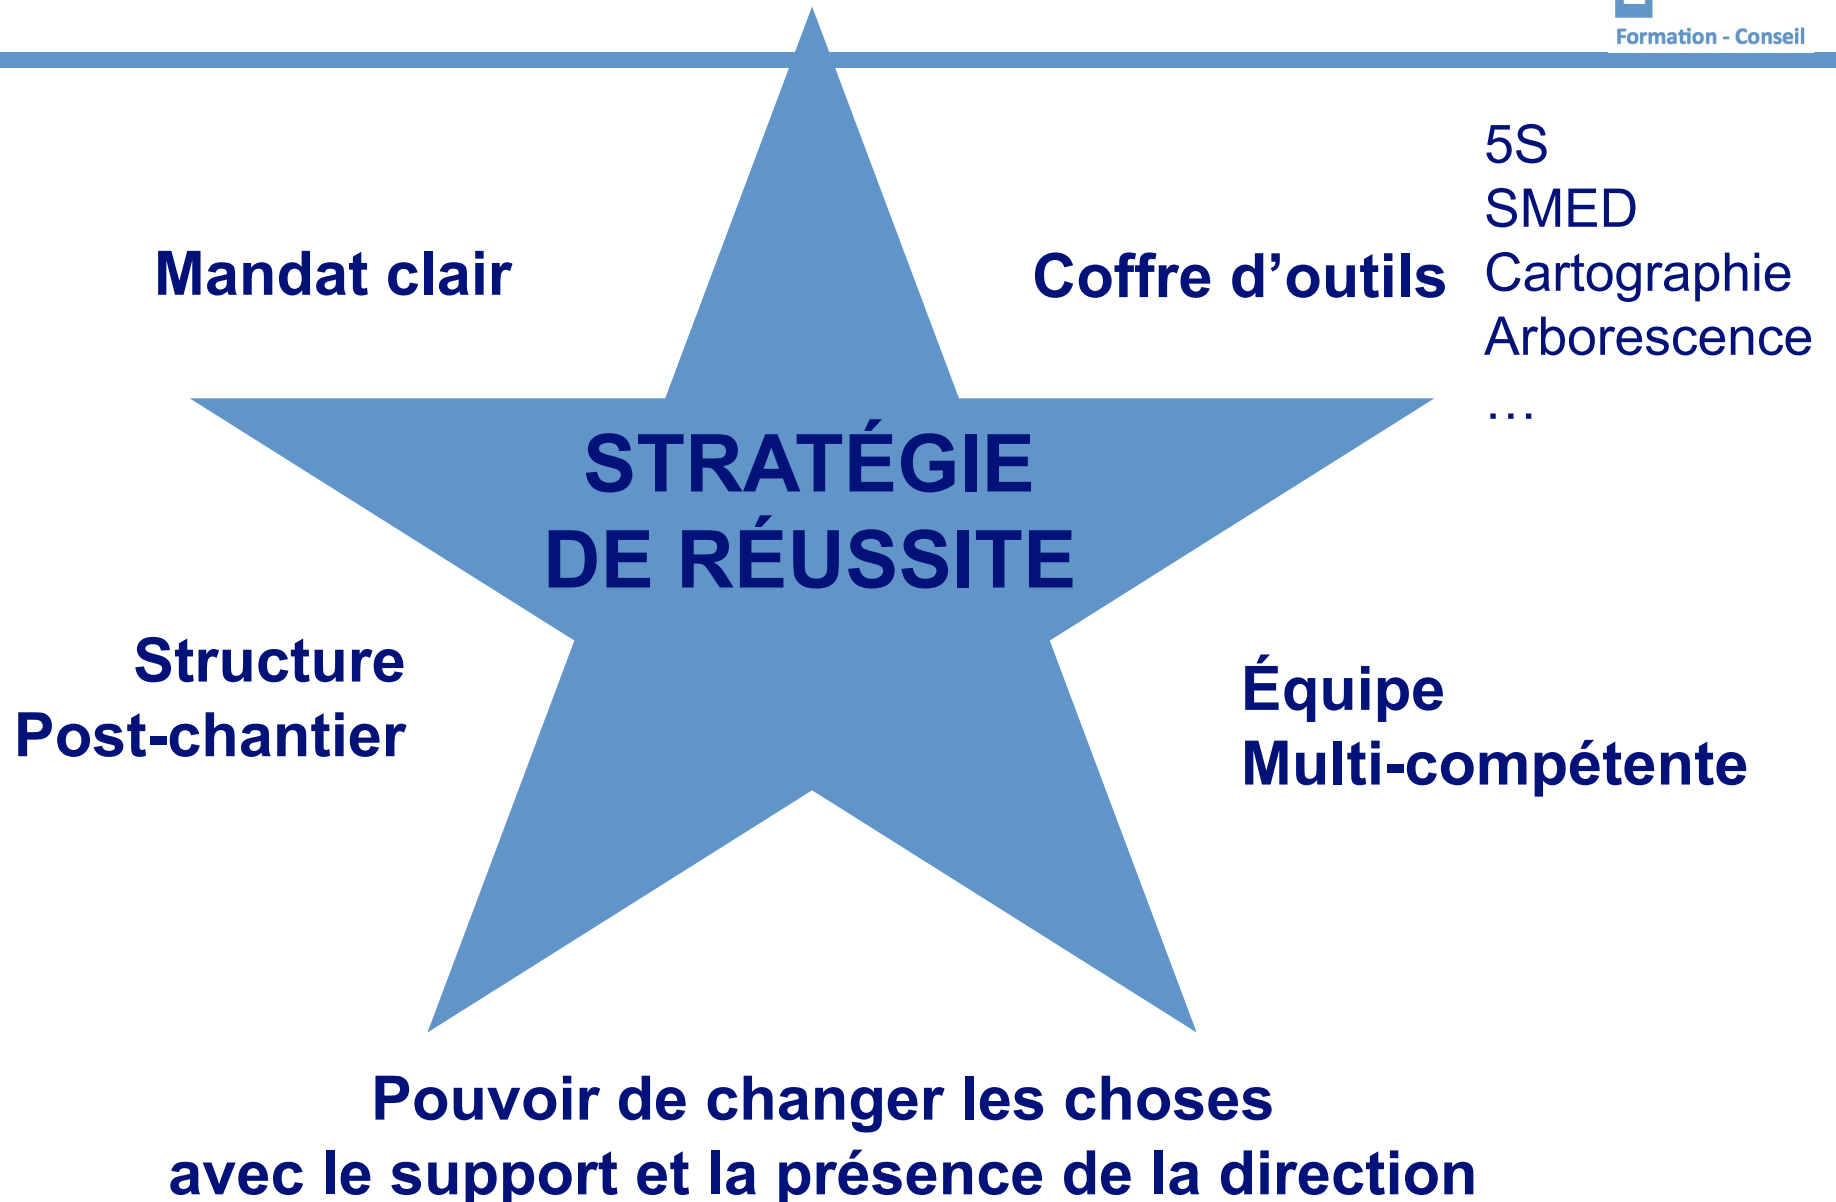 Formation - Conseil
5S
SMED
Mandat clair
Coffre d’outils
Cartographie
Arborescence
…
STRATÉGIE
DE RÉUSSITE
Structure
Post-chantier
Équipe
Multi-compétente
Pouvoir de changer les choses
avec le support et la présence de la direction